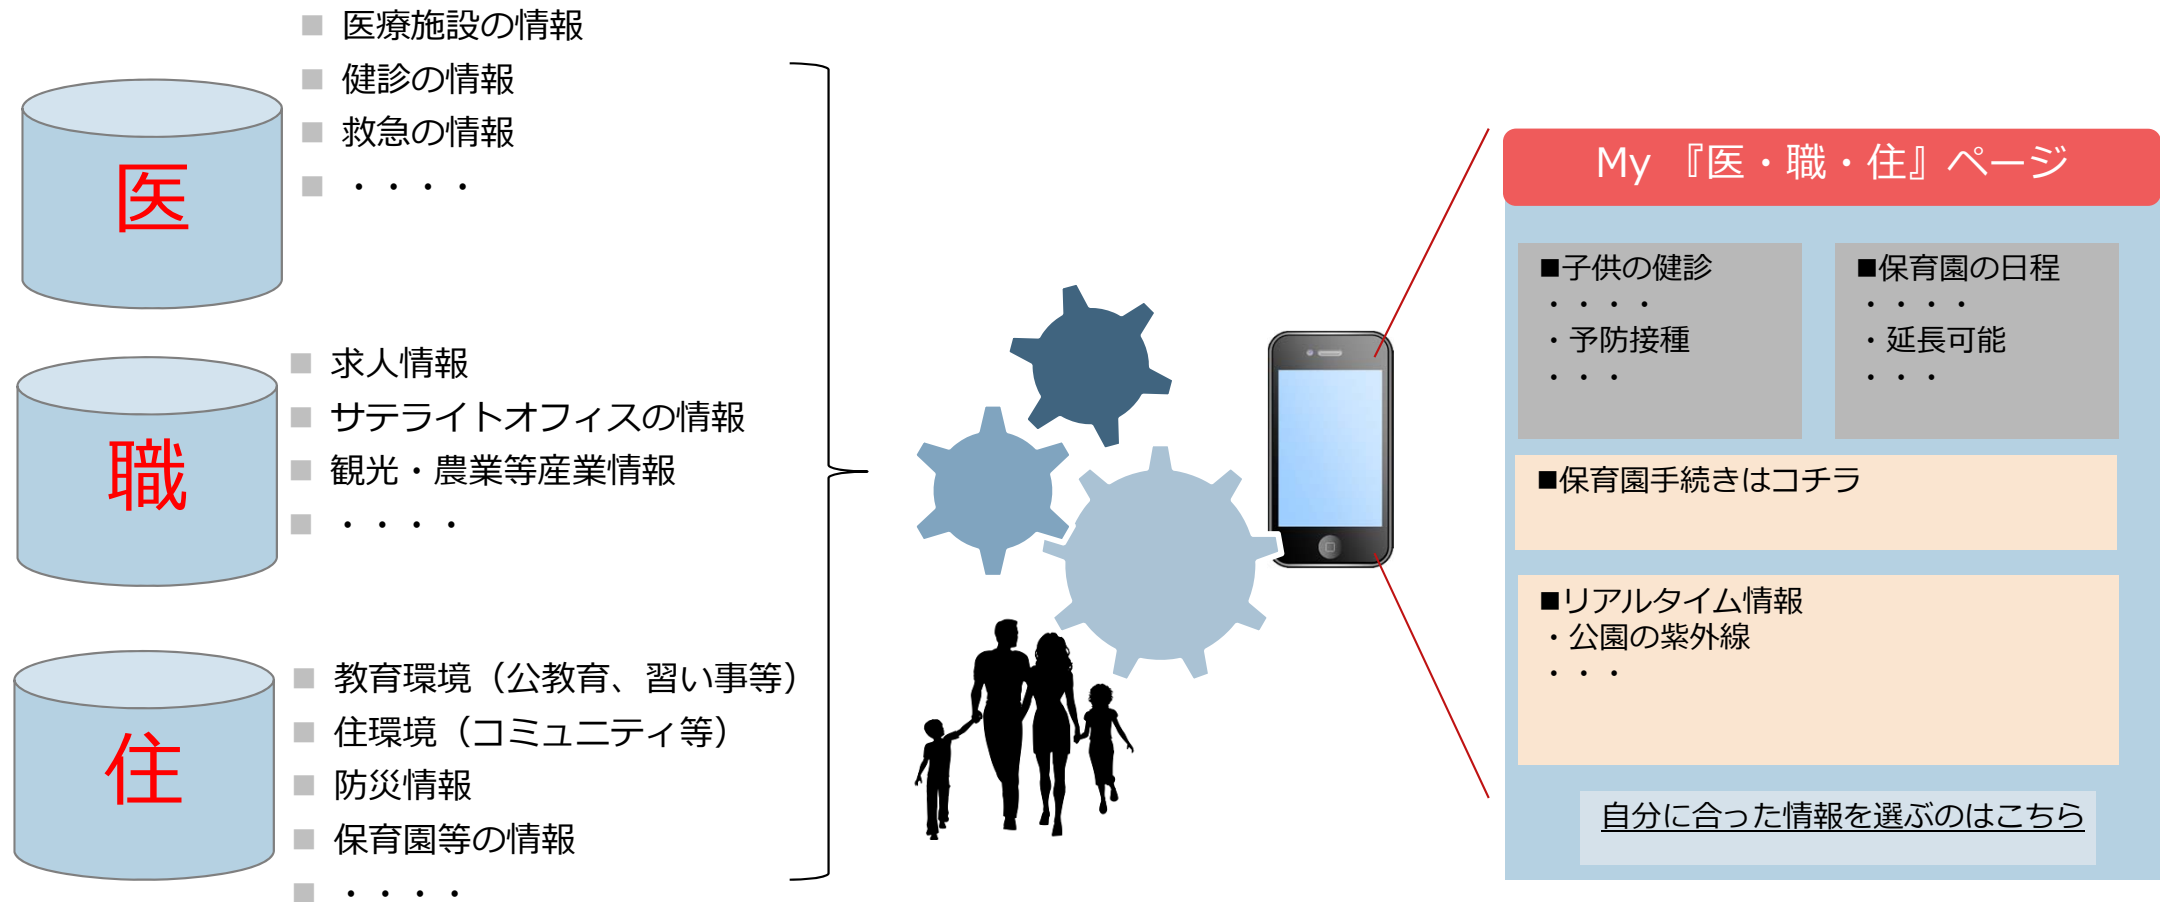 医
■ 医療施設の情報
■ 健診の情報
■ 救急の情報
■ ・・・・
職
■ 求人情報
■ サテライトオフィスの情報
■ 観光・農業等産業情報
■ ・・・・
住
■ 教育環境（公教育、習い事等）
■ 住環境（コミュニティ等）
■ 防災情報
■ 保育園等の情報
■ ・・・・
My 『医・職・住』ページ
■子供の健診
・・・・
・予防接種
・・・
■保育園の日程
・・・・
・延長可能
・・・
■保育園手続きはコチラ
■リアルタイム情報
・公園の紫外線
・・・
自分に合った情報を選ぶのはこちら